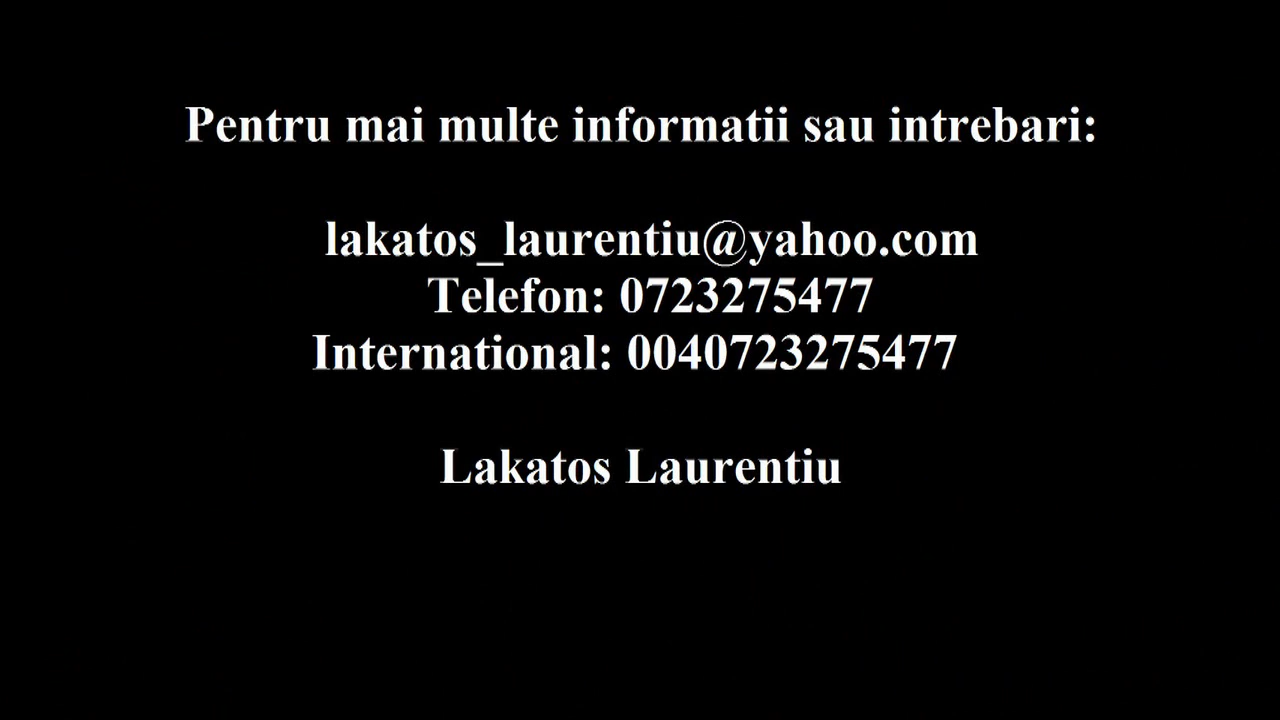 Pentru mai multe informatii sau intrebari:
lakatos_laurentiu@yahoo.com
Telefon: 0723275477
International: 0040723275477
Lakatos Laurentiu